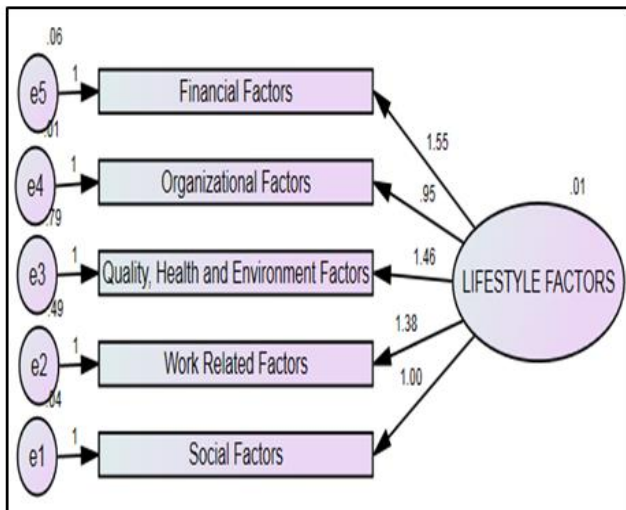 .06
e5
1
Financial Factors
1.55
.01
e4
1
Organizational Factors
.95
.01
.79
e3
1
Quality, Health and Environment Factors
1.46
LIFESTYLE FACTORS
.49
e2
1
Work Related Factors
1.38
.04
e1
1
Social Factors
1.00